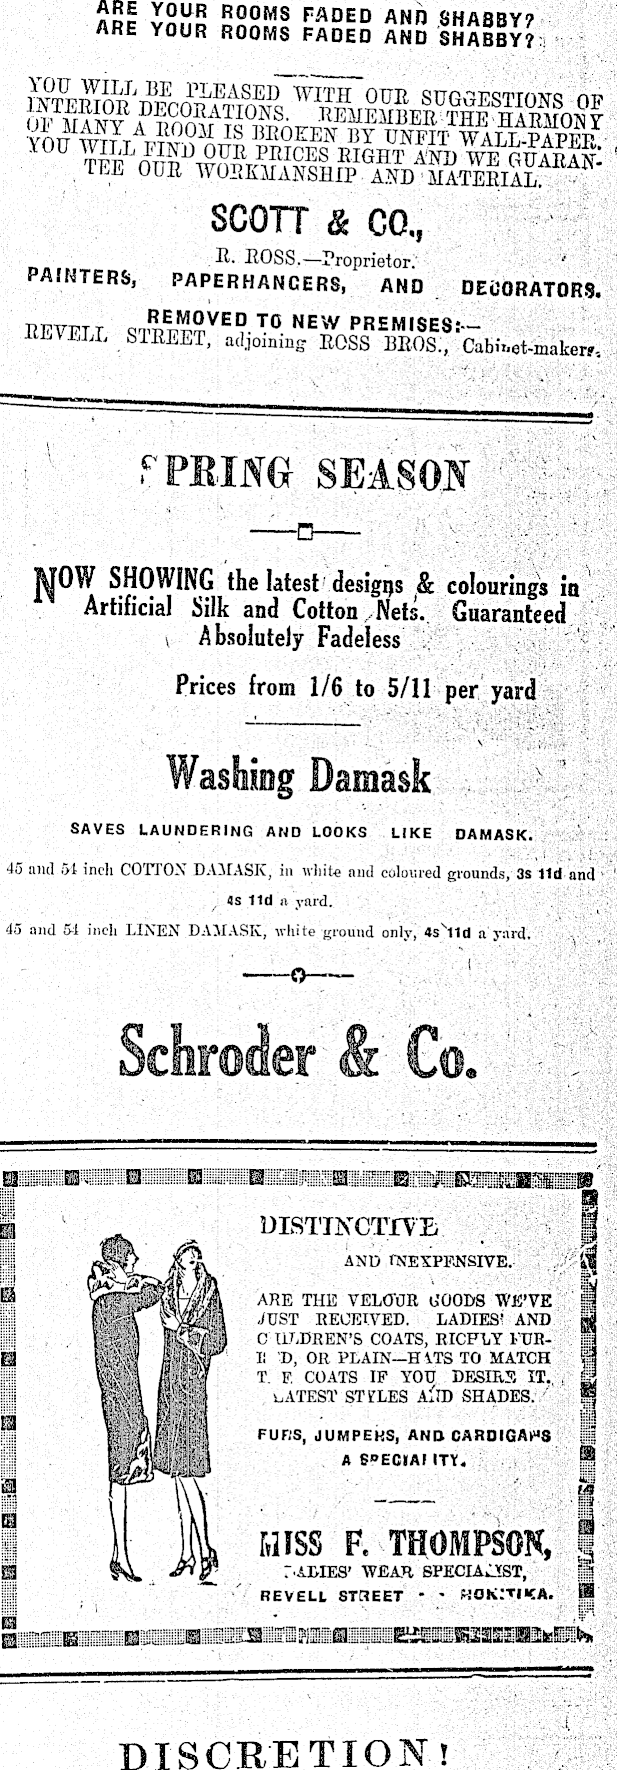 ARE YOUR ROOMS FADED AND SHABBY?
ARE YOUR ROOMS FADED AND SHABBY?
YOU WILL BE PLEASED WITH OUR SUGGESTIONS OF
INTERIOR DECORATIONS. REMEMBER THE HARMONY
OF MANY A ROOM IS BROKEN BY UNFIT WALL-PAPER.
YOU WILL FIND OUR PRICES RIGHT AND WE GUARAN-
TEE OUR WORKMANSHIP AND MATERIAL.
SCOTT & CO.,
R. ROSS.—Proprietor.
PAINTERS, PAPERHANGERS, AND DECORATORS.
REMOVED TO NEW PREMISES:—
REVELL STREET, adjoining ROSS BROS., Cabinet-makers.
SPRING SEASON
NOW SHOWING the latest designs & colourings in
Artificial Silk and Cotton Nets. Guaranteed
Absolutely Fadeless
Prices from 1/6 to 5/11 per yard
Washing Damask
SAVES LAUNDERING AND LOOKS LIKE DAMASK.
45 and 54 inch COTTON DAMASK, in white and coloured grounds, 3s 11d and
4s 11d a yard.
45 and 54 inch LINEN DAMASK, white ground only, 4s 11d a yard.
Schroder & Co.
DISTINCTIVE
AND INEXPENSIVE.
ARE THE VELOUR GOODS WE'VE
JUST RECEIVED. LADIES' AND
CHILDREN'S COATS, RICHLY FUR-
RED, OR PLAIN—HATS TO MATCH
THE COATS IF YOU DESIRE IT.
LATEST STYLES AND SHADES.
FURS, JUMPERS, AND CARDIGANS
A SPECIALITY.
MISS F. THOMPSON,
LADIES' WEAR SPECIALIST,
REVELL STREET - - HOKITIKA.
DISCRETION!